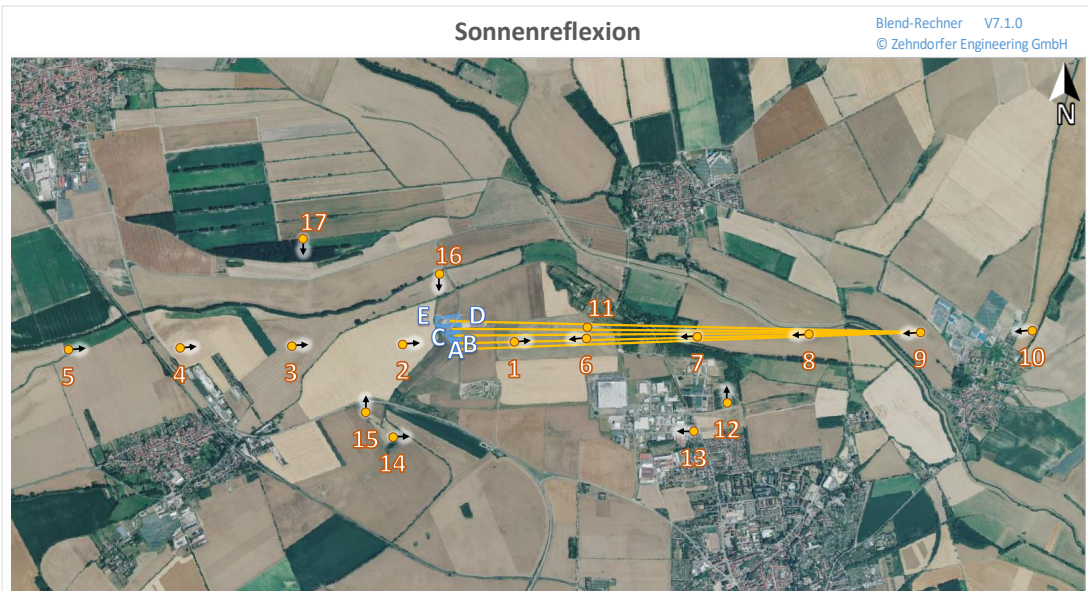 Sonnenreflexion
Blend-Rechner V7.1.0
© Zehndorfer Engineering GmbH
N
17
16
E D
11
C
B
A
1
6
7
8
9
10
5
4
3
2
15
12
14
13